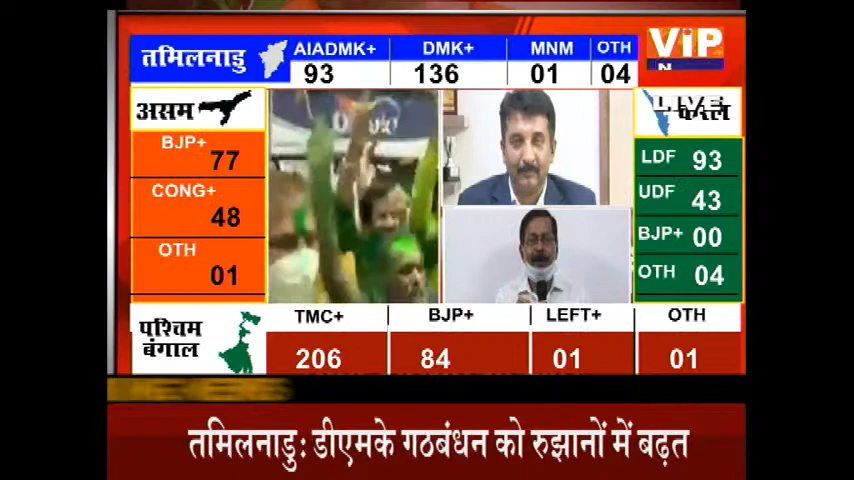 तमिलनाडु
AIADMK+ DMK+ MNM OTH
93 136 01 04
VIP
N
LIVE
असम
BJP+ 77
CONG+ 48
OTH 01
LDF 93
UDF 43
BJP+ 00
OTH 04
पश्चिम
बंगाल
TMC+ BJP+ LEFT+ OTH
206 84 01 01
तमिलनाडु: डीएमके गठबंधन को रुझानों में बढ़त